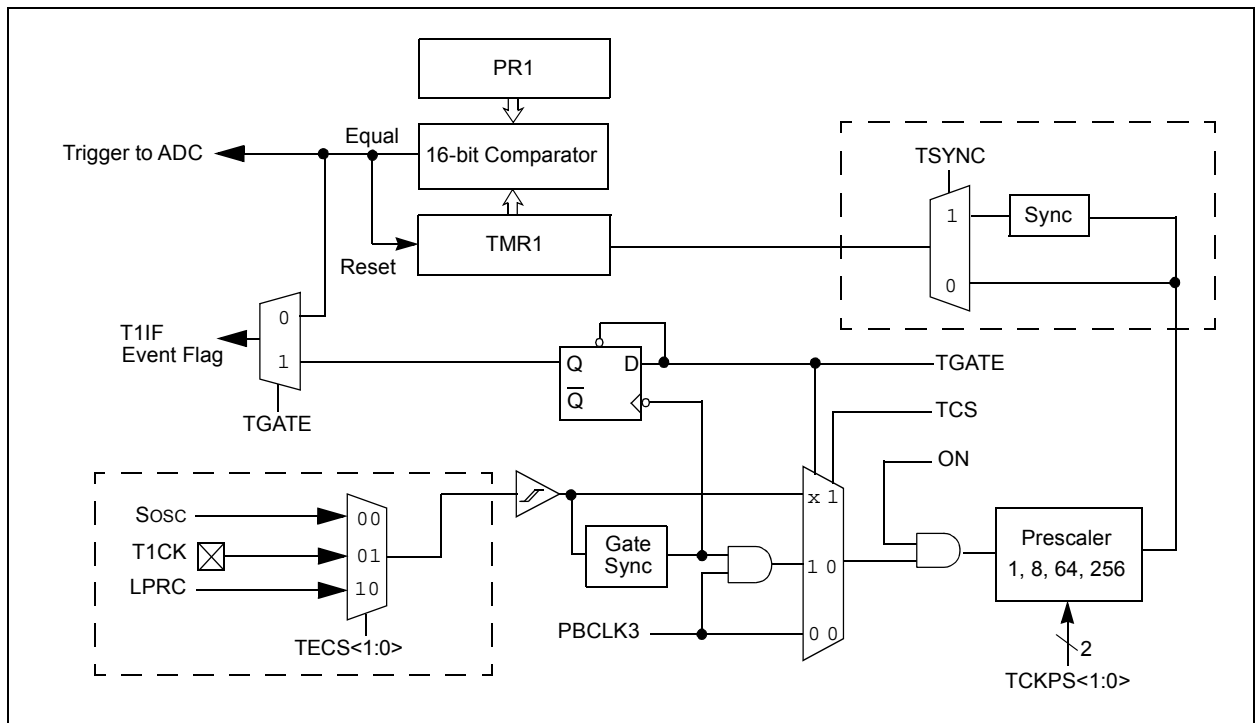 PR1
Equal
Trigger to ADC
16-bit Comparator
TSYNC
1
Sync
TMR1
Reset
0
T1IF
Event Flag
0
1
Q
D
Q
TGATE
TGATE
TCS
ON
SOSC
00
x 1
T1CK
01
Gate
Sync
1 0
Prescaler
1, 8, 64, 256
LPRC
10
PBCLK3
0 0
TECS<1:0>
2
TCKPS<1:0>